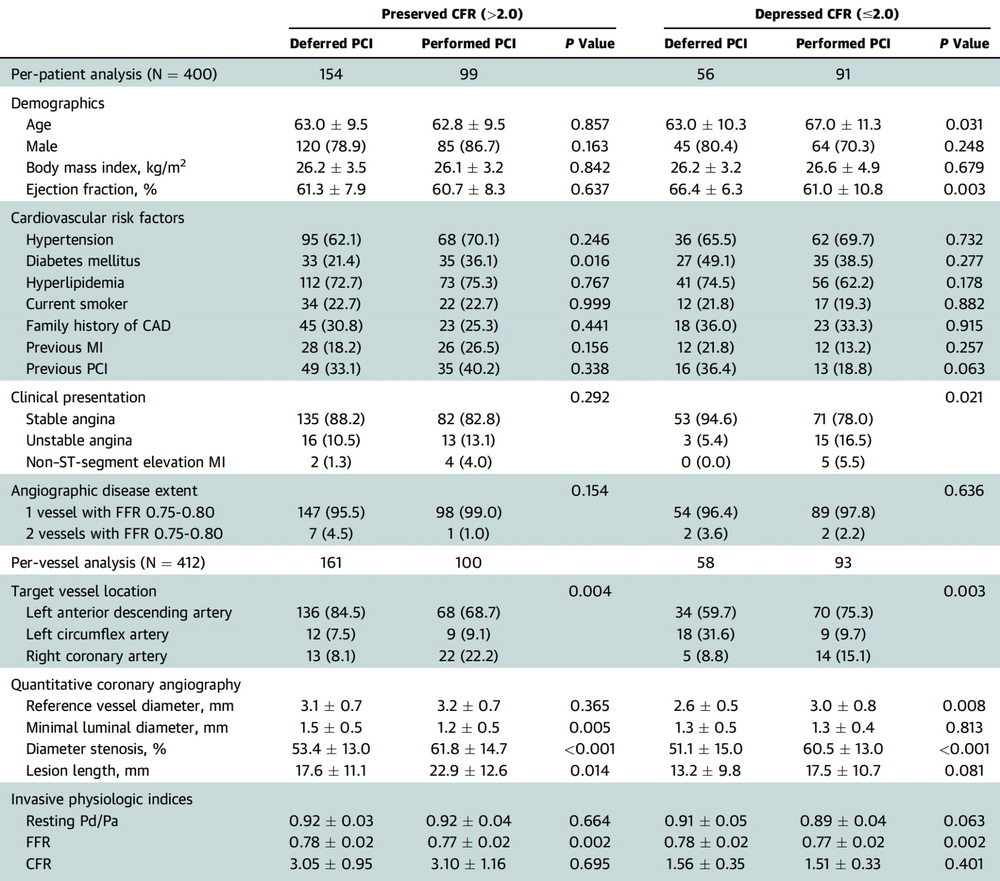 Preserved CFR (>2.0) Depressed CFR (≤2.0)
Deferred PCI Performed PCI P Value Deferred PCI Performed PCI P Value
Per-patient analysis (N = 400) 154 99 56 91
Demographics
Age 63.0 ± 9.5 62.8 ± 9.5 0.857 63.0 ± 10.3 67.0 ± 11.3 0.031
Male 120 (78.9) 85 (86.7) 0.163 45 (80.4) 64 (70.3) 0.248
Body mass index, kg/m² 26.2 ± 3.5 26.1 ± 3.2 0.842 26.2 ± 3.2 26.6 ± 4.9 0.679
Ejection fraction, % 61.3 ± 7.9 60.7 ± 8.3 0.637 66.4 ± 6.3 61.0 ± 10.8 0.003
Cardiovascular risk factors
Hypertension 95 (62.1) 68 (70.1) 0.246 36 (65.5) 62 (69.7) 0.732
Diabetes mellitus 33 (21.4) 35 (36.1) 0.016 27 (49.1) 35 (38.5) 0.277
Hyperlipidemia 112 (72.7) 73 (75.3) 0.767 41 (74.5) 56 (62.2) 0.178
Current smoker 34 (22.7) 22 (22.7) 0.999 12 (21.8) 17 (19.3) 0.882
Family history of CAD 45 (30.8) 23 (25.3) 0.441 18 (36.0) 23 (33.3) 0.915
Previous MI 28 (18.2) 26 (26.5) 0.156 12 (21.8) 12 (13.2) 0.257
Previous PCI 49 (33.1) 35 (40.2) 0.338 16 (36.4) 13 (18.8) 0.063
Clinical presentation 0.292 0.021
Stable angina 135 (88.2) 82 (82.8) 53 (94.6) 71 (78.0)
Unstable angina 16 (10.5) 13 (13.1) 3 (5.4) 15 (16.5)
Non–ST-segment elevation MI 2 (1.3) 4 (4.0) 0 (0.0) 5 (5.5)
Angiographic disease extent 0.154 0.636
1 vessel with FFR 0.75-0.80 147 (95.5) 98 (99.0) 54 (96.4) 89 (97.8)
2 vessels with FFR 0.75-0.80 7 (4.5) 1 (1.0) 2 (3.6) 2 (2.2)
Per-vessel analysis (N = 412) 161 100 58 93
Target vessel location 0.004 0.003
Left anterior descending artery 136 (84.5) 68 (68.7) 34 (59.7) 70 (75.3)
Left circumflex artery 12 (7.5) 9 (9.1) 18 (31.6) 9 (9.7)
Right coronary artery 13 (8.1) 22 (22.2) 5 (8.8) 14 (15.1)
Quantitative coronary angiography
Reference vessel diameter, mm 3.1 ± 0.7 3.2 ± 0.7 0.365 2.6 ± 0.5 3.0 ± 0.8 0.008
Minimal luminal diameter, mm 1.5 ± 0.5 1.2 ± 0.5 0.005 1.3 ± 0.5 1.3 ± 0.4 0.813
Diameter stenosis, % 53.4 ± 13.0 61.8 ± 14.7 <0.001 51.1 ± 15.0 60.5 ± 13.0 <0.001
Lesion length, mm 17.6 ± 11.1 22.9 ± 12.6 0.014 13.2 ± 9.8 17.5 ± 10.7 0.081
Invasive physiologic indices
Resting Pd/Pa 0.92 ± 0.03 0.92 ± 0.04 0.664 0.91 ± 0.05 0.89 ± 0.04 0.063
FFR 0.78 ± 0.02 0.77 ± 0.02 0.002 0.78 ± 0.02 0.77 ± 0.02 0.002
CFR 3.05 ± 0.95 3.10 ± 1.16 0.695 1.56 ± 0.35 1.51 ± 0.33 0.401